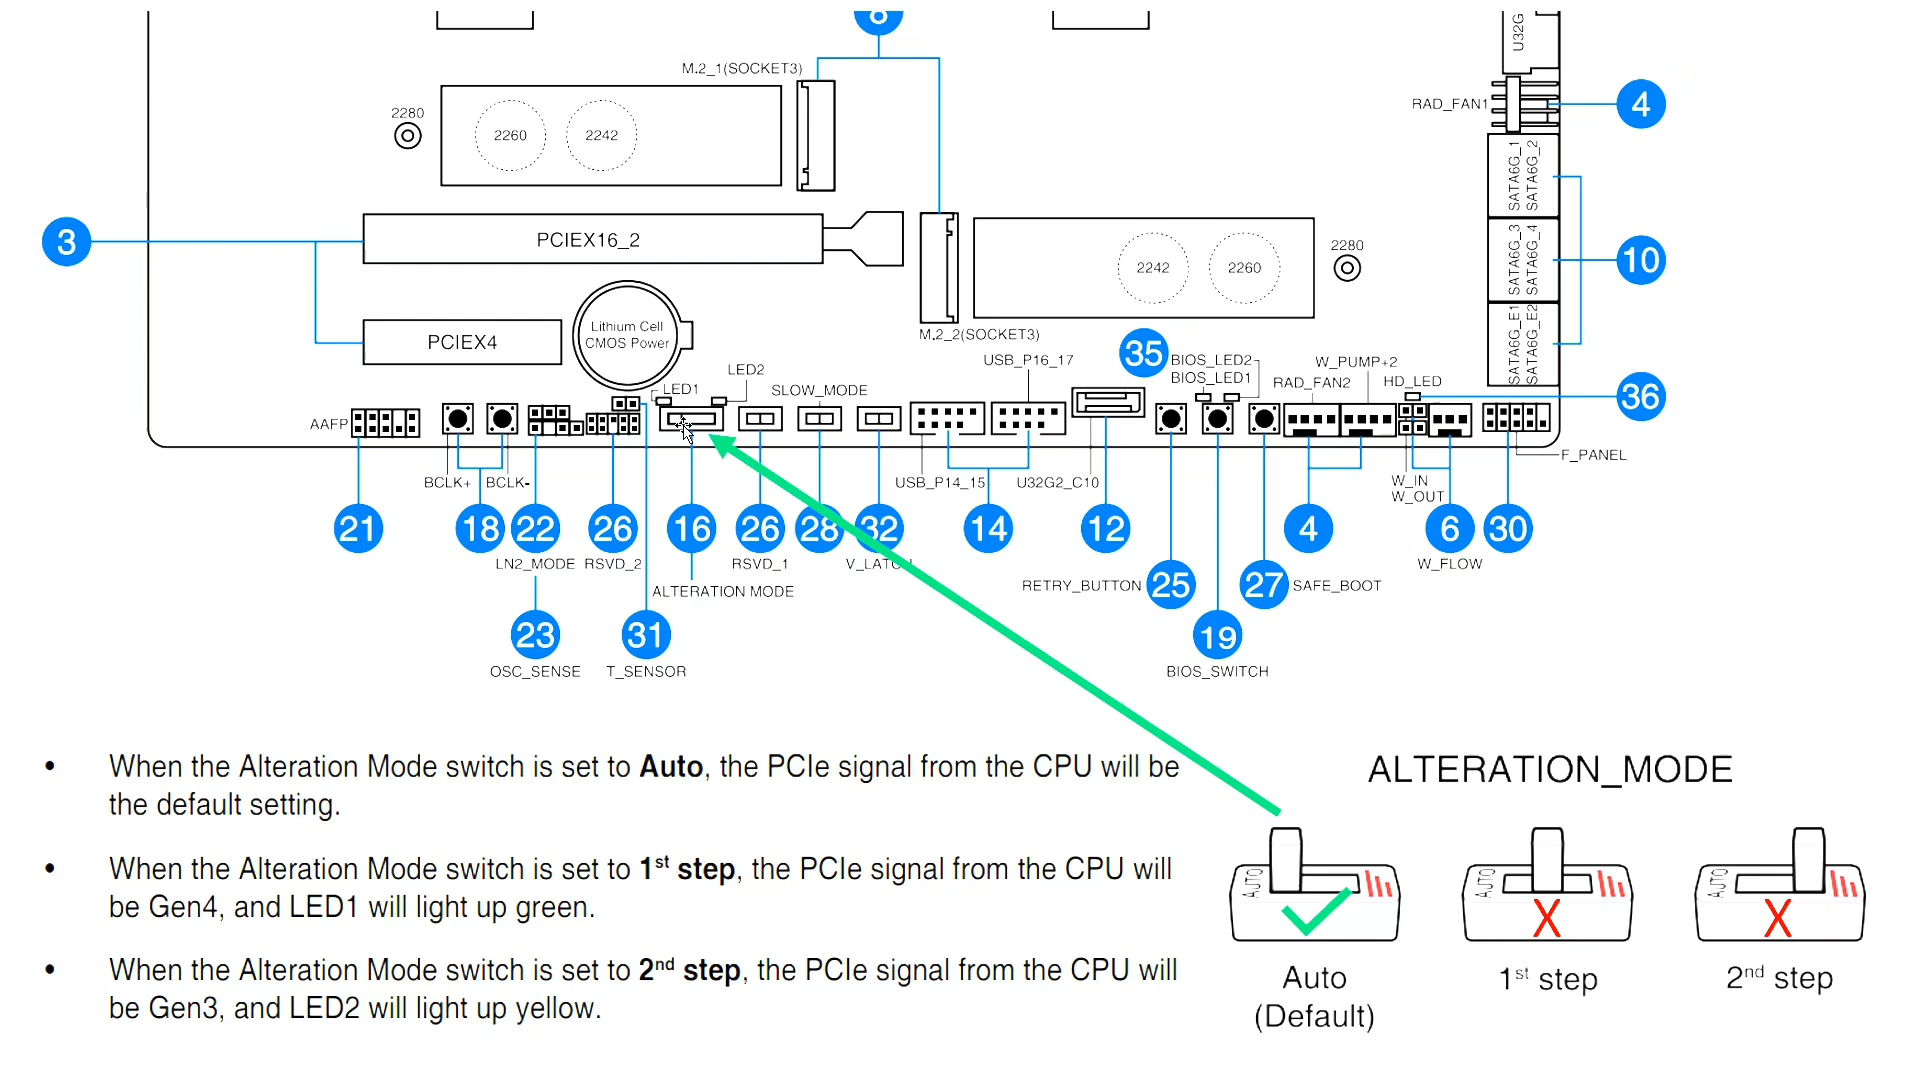 8
U32G
M.2_1(SOCKET3)
2280
2260
2242
RAD_FAN1
4
SATA6G_1
SATA6G_2
3
PCIEX16_2
2242
2260
2280
SATA6G_3
SATA6G_4
10
Lithium Cell
CMOS Power
PCIEX4
M.2_2(SOCKET3)
SATA6G_E1
SATA6G_E2
USB_P16_17
35
BIOS_LED2
BIOS_LED1
W_PUMP+2
RAD_FAN2
HD_LED
36
LED2
LED1
SLOW_MODE
AAFP
BCLK+
BCLK-
USB_P14_15
U32G2_C10
W_IN
W_OUT
F_PANEL
21
18
22
26
16
26
28
32
14
12
4
6
30
LN2_MODE
RSVD_2
RSVD_1
V_LATCH
W_FLOW
ALTERATION MODE
RETRY_BUTTON
25
27
SAFE_BOOT
23
31
19
OSC_SENSE
T_SENSOR
BIOS_SWITCH
• When the Alteration Mode switch is set to Auto, the PCIe signal from the CPU will be
the default setting.
• When the Alteration Mode switch is set to 1st step, the PCIe signal from the CPU will
be Gen4, and LED1 will light up green.
• When the Alteration Mode switch is set to 2nd step, the PCIe signal from the CPU will
be Gen3, and LED2 will light up yellow.
ALTERATION_MODE
AUTO
AUTO
AUTO
X
X
Auto
(Default)
1st step
2nd step